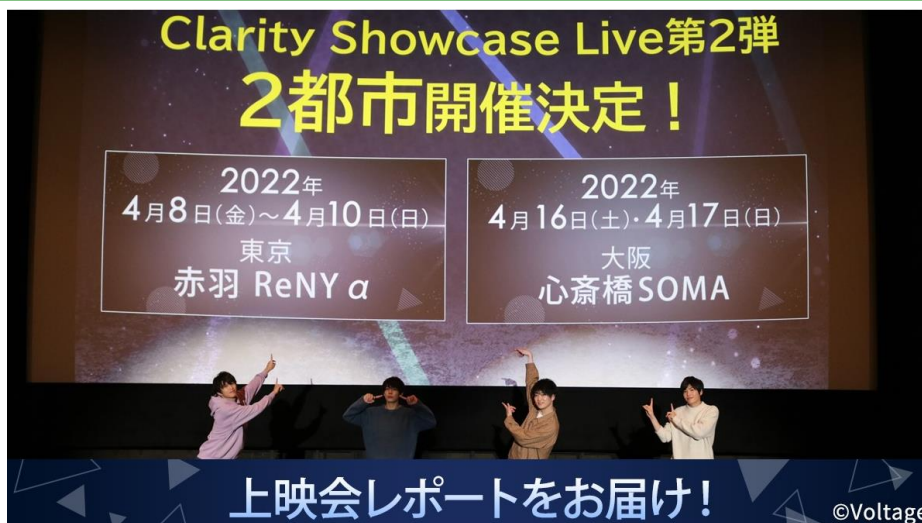 Clarity Showcase Live第2弾
2都市開催決定！
2022年
4月8日(金)～4月10日(日)
東京
赤羽 ReNY α
2022年
4月16日(土)・4月17日(日)
大阪
心斎橋SOMA
上映会レポートをお届け！
©Voltage